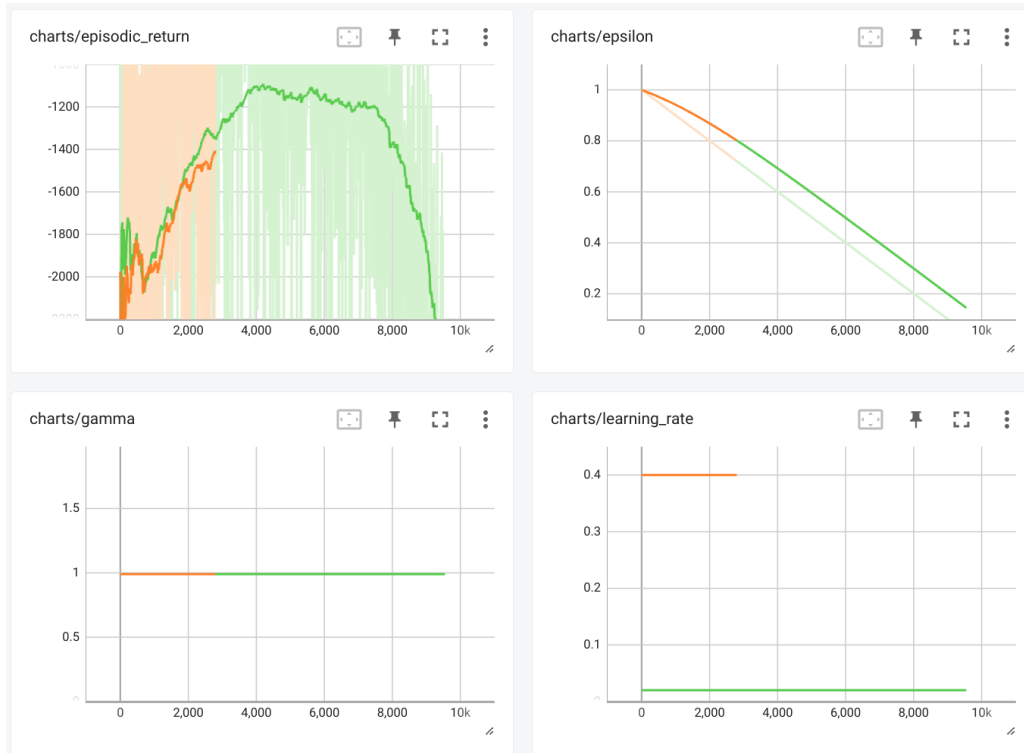 charts/episodic_return
-1200
-1400
-1600
-1800
-2000
0 2,000 4,000 6,000 8,000 10k
charts/epsilon
1
0.8
0.6
0.4
0.2
0 2,000 4,000 6,000 8,000 10k
charts/gamma
1.5
1
0.5
0 2,000 4,000 6,000 8,000 10k
charts/learning_rate
0.4
0.3
0.2
0.1
0 2,000 4,000 6,000 8,000 10k